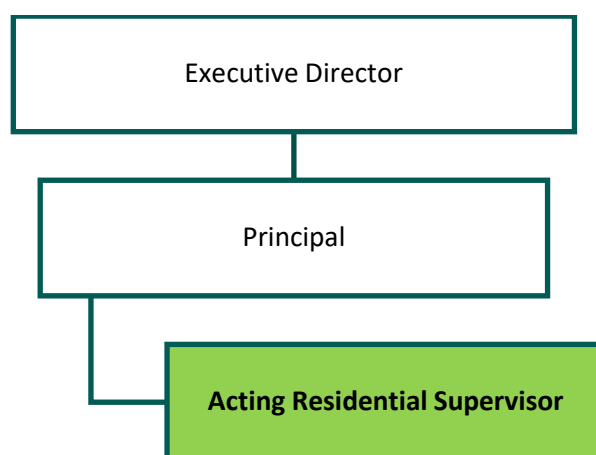 Executive Director
Principal
Acting Residential Supervisor